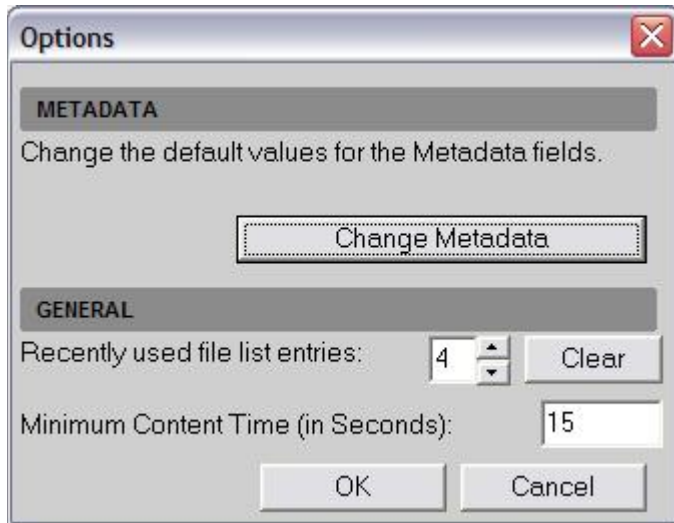 Options
METADATA
Change the default values for the Metadata fields.
Change Metadata
GENERAL
Recently used file list entries: 4 Clear
Minimum Content Time (in Seconds): 15
OK Cancel